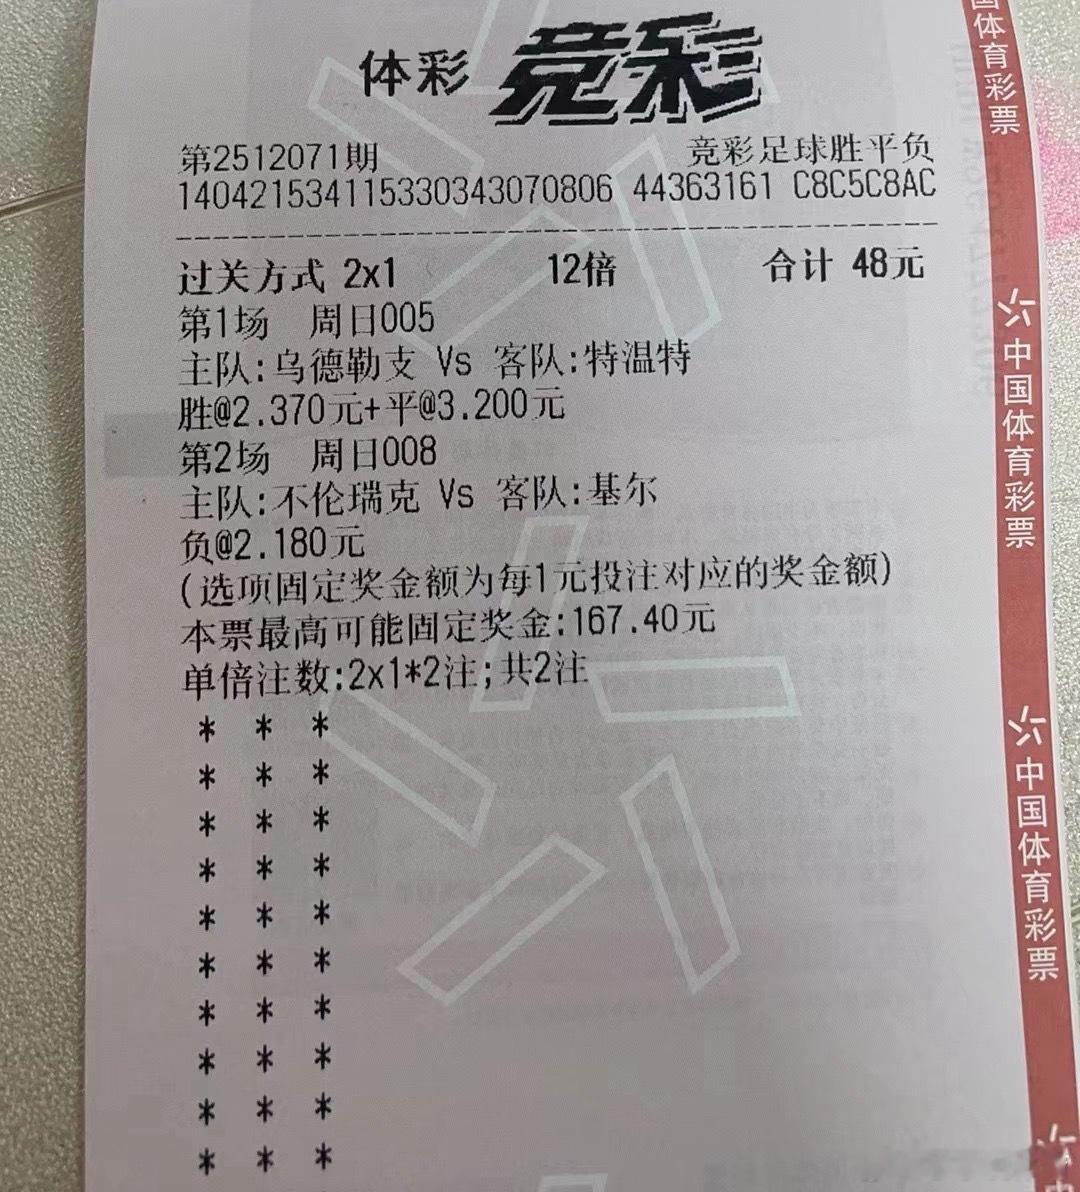 体彩 竞彩
第2512071期 竞彩足球胜平负
140421534115330343070806 44363161 C8C5C8AC
过关方式 2x1 12倍 合计 48元
第1场 周日005
主队:乌德勒支 Vs 客队:特温特
胜@2.370元+平@3.200元
第2场 周日008
主队:不伦瑞克 Vs 客队:基尔
负@2.180元
(选项固定奖金额为每1元投注对应的奖金额)
本票最高可能固定奖金:167.40元
单倍注数:2x1*2注;共2注
* * *
* * *
* * *
* * *
* * *
* * *
* * *
* * *
* * *
* * *
国体育彩票
中国体育彩票
中国体育彩票
中